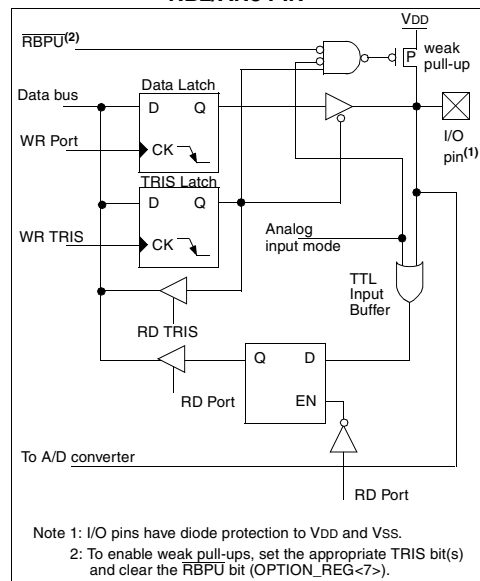 RBPU(2)
VDD
P
weak
pull-up
Data Latch
Data bus
D Q
I/O
pin(1)
WR Port
CK
TRIS Latch
D Q
WR TRIS
CK
Analog
input mode
TTL
Input
Buffer
RD TRIS
Q D
RD Port
EN
To A/D converter
RD Port
Note 1: I/O pins have diode protection to VDD and VSS.
2: To enable weak pull-ups, set the appropriate TRIS bit(s)
and clear the RBPU bit (OPTION_REG<7>).